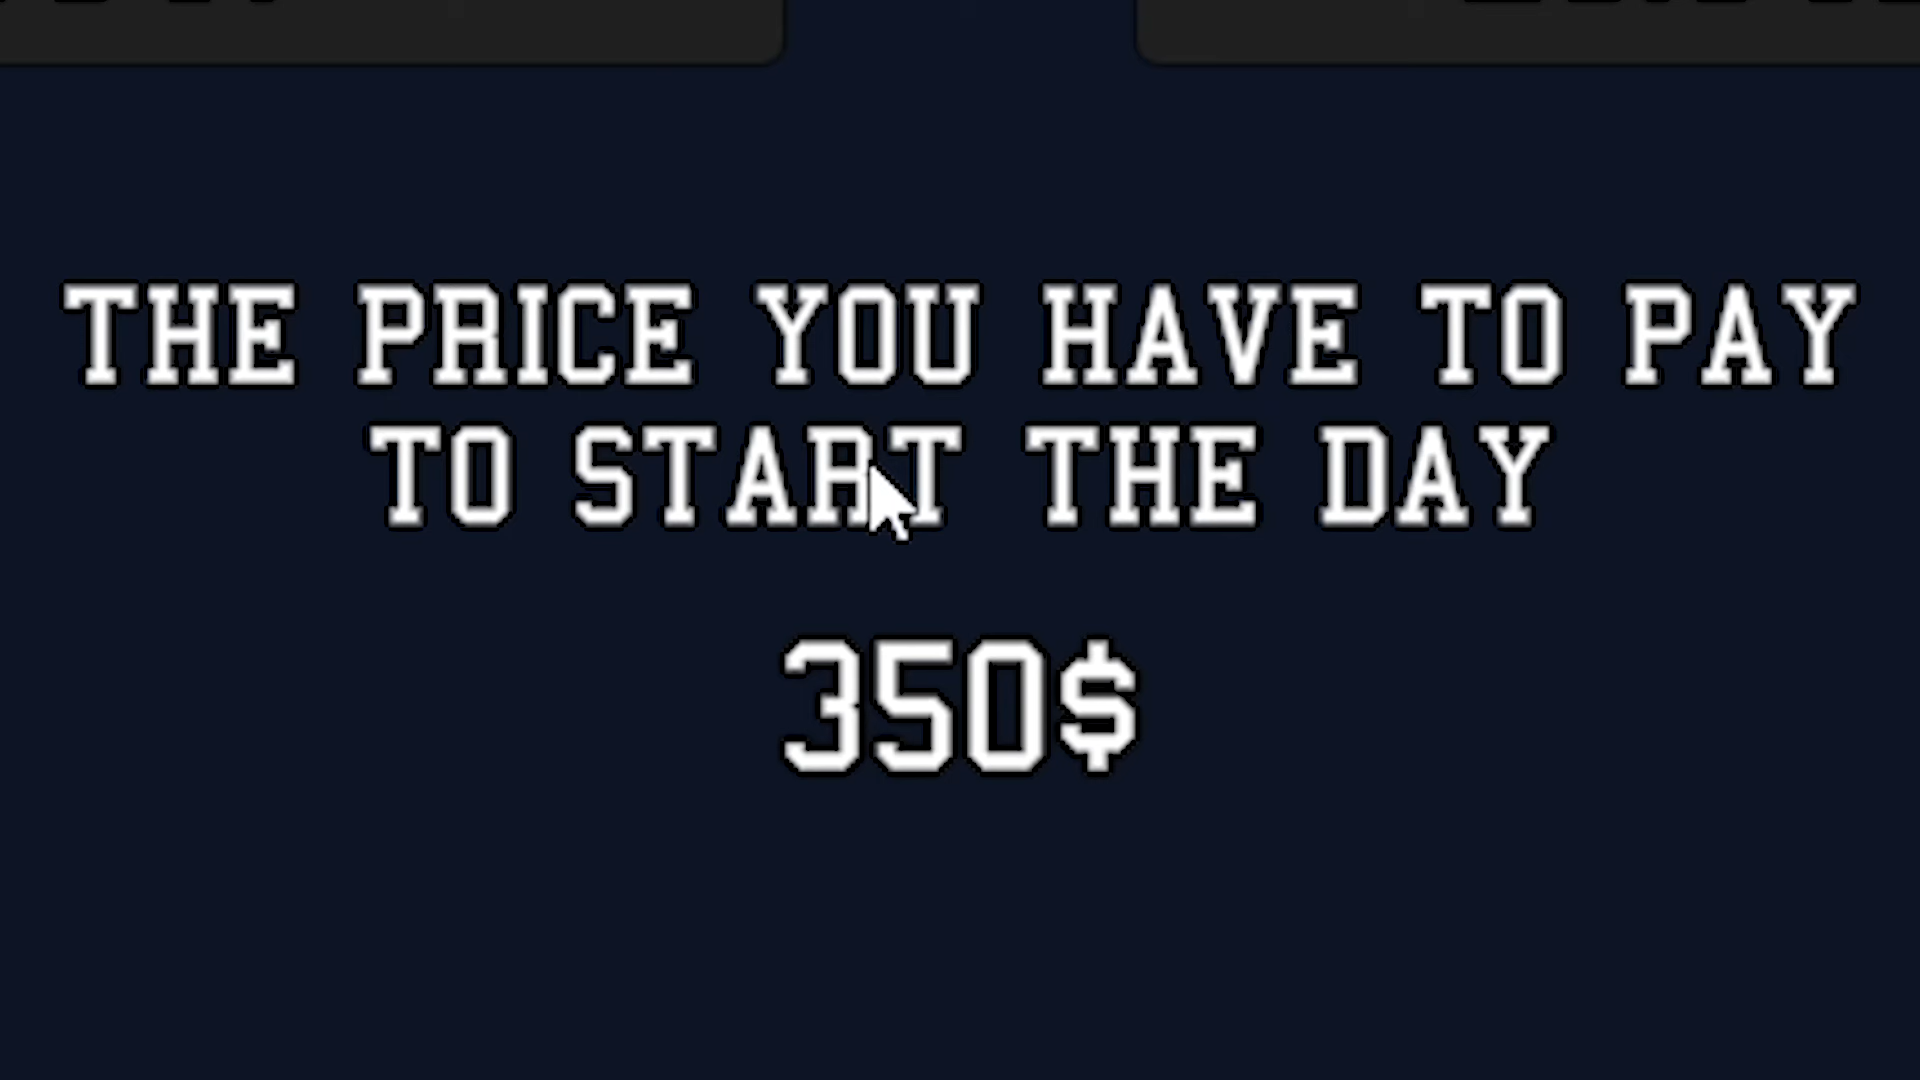 THE PRICE YOU HAVE TO PAY
TO START THE DAY
350$